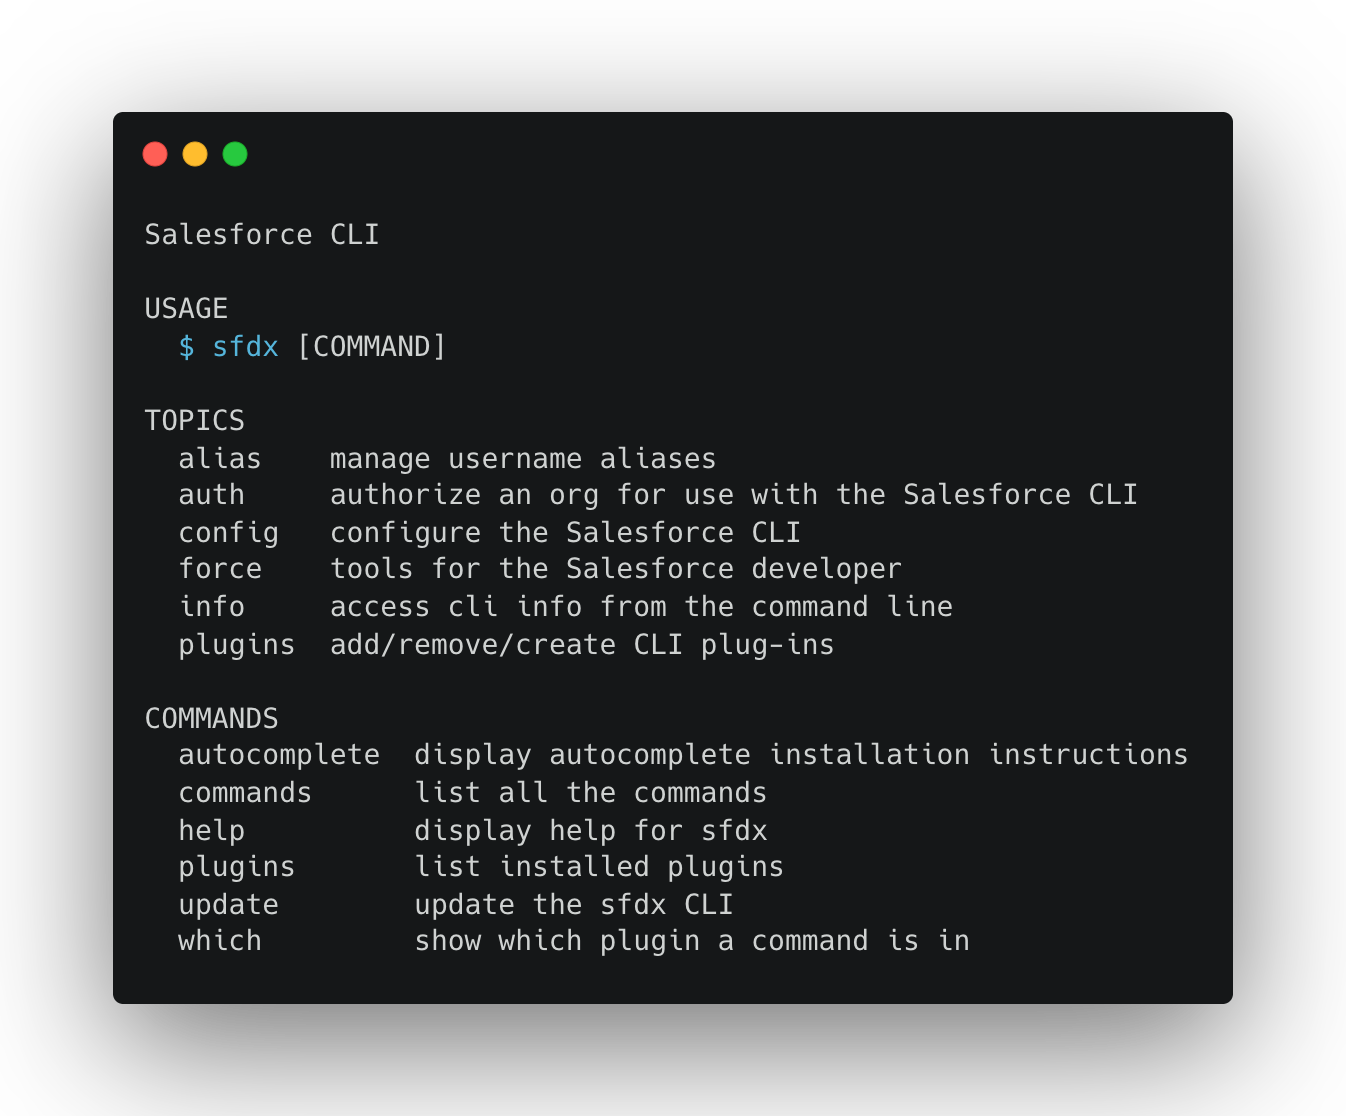 Salesforce CLI
USAGE
$ sfdx [COMMAND]
TOPICS
alias manage username aliases
auth authorize an org for use with the Salesforce CLI
config configure the Salesforce CLI
force tools for the Salesforce developer
info access cli info from the command line
plugins add/remove/create CLI plug-ins
COMMANDS
autocomplete display autocomplete installation instructions
commands list all the commands
help display help for sfdx
plugins list installed plugins
update update the sfdx CLI
which show which plugin a command is in